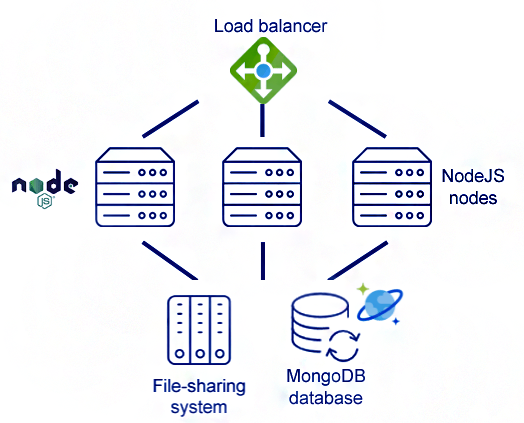 Load balancer
node
JS
NodeJS
nodes
File-sharing
system
MongoDB
database